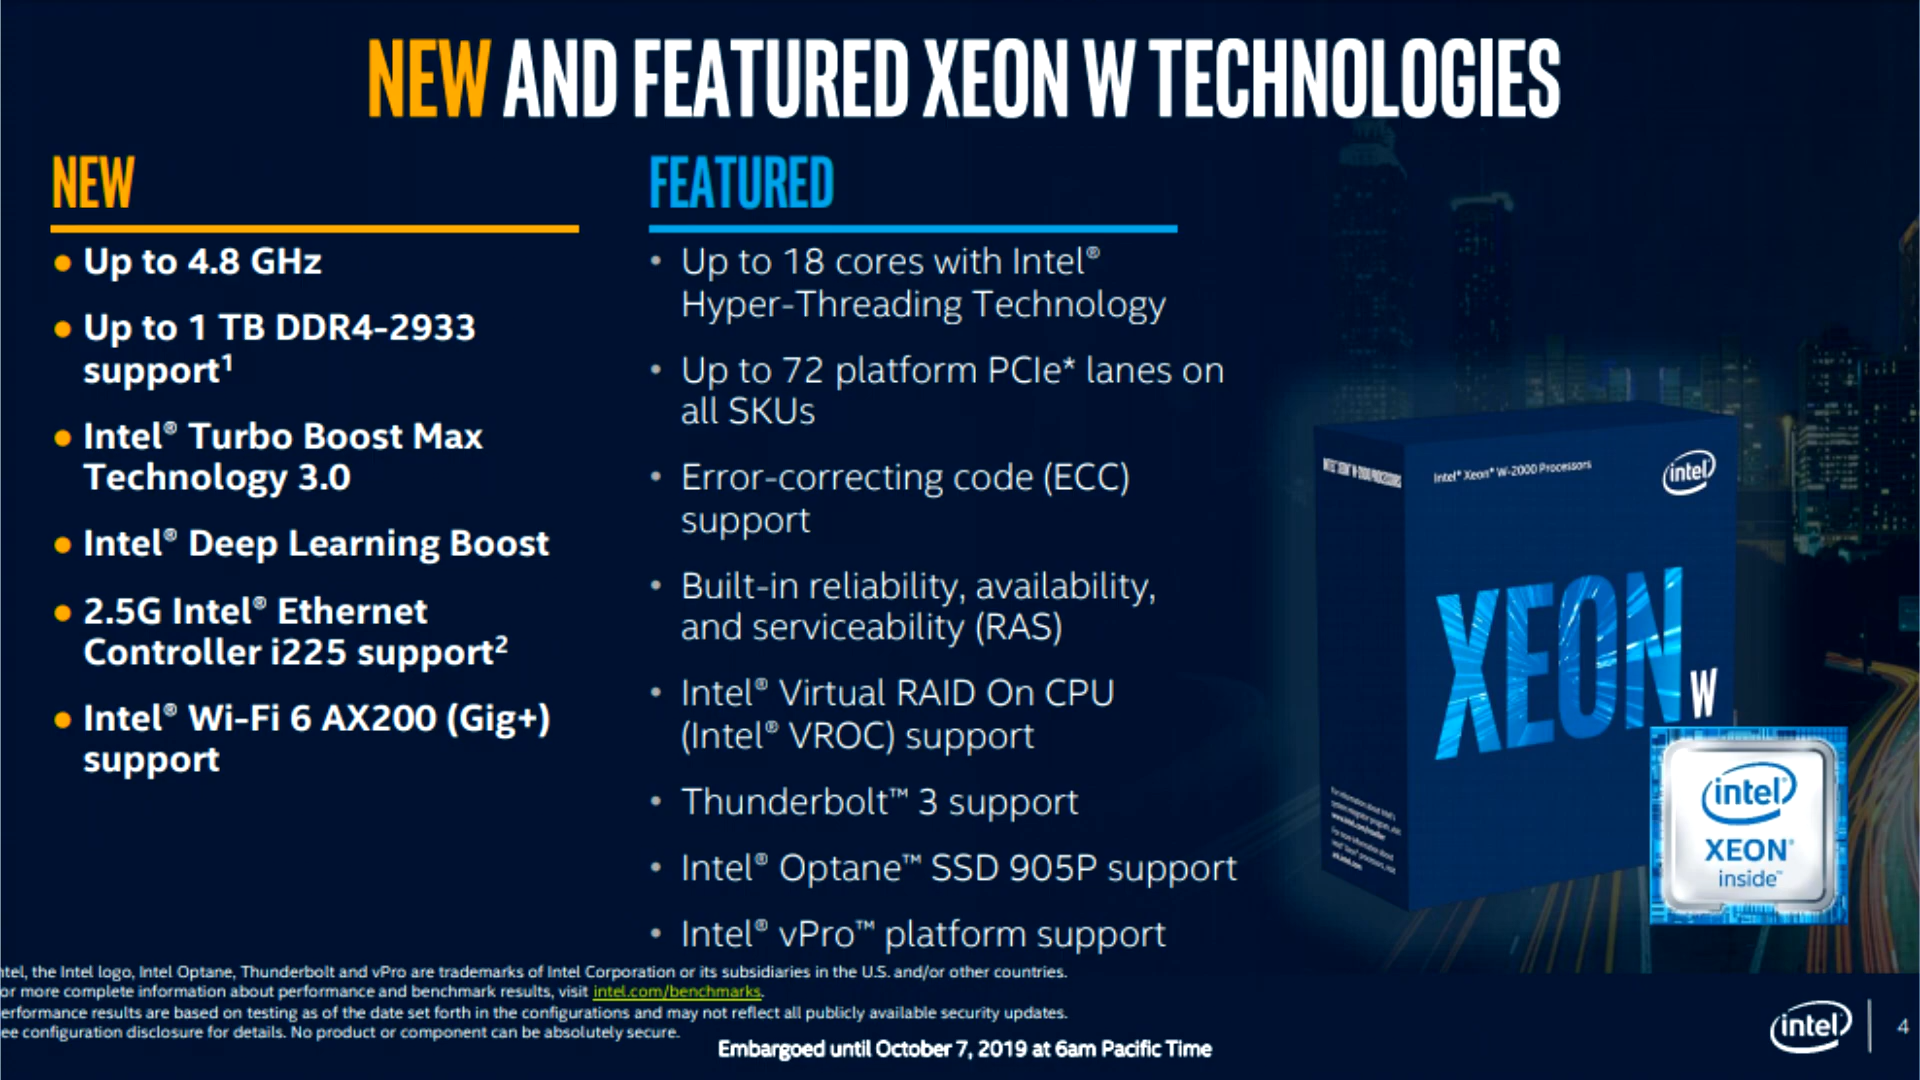 NEW AND FEATURED XEON W TECHNOLOGIES
NEW
● Up to 4.8 GHz
● Up to 1 TB DDR4-2933
support¹
● Intel® Turbo Boost Max
Technology 3.0
● Intel® Deep Learning Boost
● 2.5G Intel® Ethernet
Controller i225 support²
● Intel® Wi-Fi 6 AX200 (Gig+)
support
FEATURED
• Up to 18 cores with Intel®
Hyper-Threading Technology
• Up to 72 platform PCIe* lanes on
all SKUs
• Error-correcting code (ECC)
support
• Built-in reliability, availability,
and serviceability (RAS)
• Intel® Virtual RAID On CPU
(Intel® VROC) support
• Thunderbolt™ 3 support
• Intel® Optane™ SSD 905P support
• Intel® vPro™ platform support
Intel® Xeon® W-2000 Processors
intel
XEON
W
intel
XEON®
inside™
ntel, the Intel logo, Intel Optane, Thunderbolt and vPro are trademarks of Intel Corporation or its subsidiaries in the U.S. and/or other countries.
or more complete information about performance and benchmark results, visit intel.com/benchmarks.
erformance results are based on testing as of the date set forth in the configurations and may not reflect all publicly available security updates.
ee configuration disclosure for details. No product or component can be absolutely secure.
Embargoed until October 7, 2019 at 6am Pacific Time
intel
4